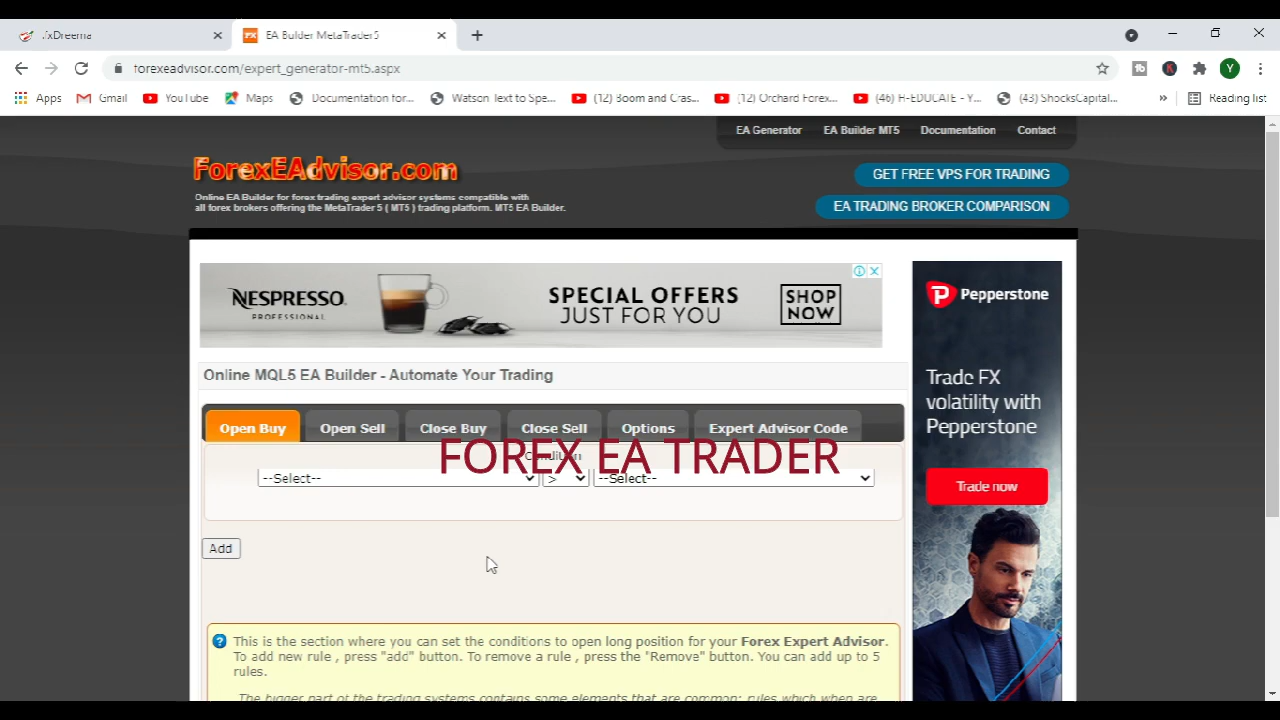 fxDreema
EA Builder MetaTrader5
forexeadvisor.com/expert_generator-mt5.aspx
Y
Apps
Gmail
YouTube
Maps
Documentation for...
Watson Text to Spe...
(12) Boom and Cras...
(12) Orchard Forex...
(46) H-EDUCATE - Y...
(43) ShocksCapital...
»
Reading list
EA Generator
EA Builder MT5
Documentation
Contact
ForexEAdvisor.com
Online EA Builder for forex trading expert advisor systems compatible with
all forex brokers offering the MetaTrader 5 ( MT5 ) trading platform. MT5 EA Builder.
GET FREE VPS FOR TRADING
EA TRADING BROKER COMPARISON
NESPRESSO.
PROFESSIONAL
SPECIAL OFFERS
JUST FOR YOU
SHOP
NOW
Pepperstone
Trade FX
volatility with
Pepperstone
Trade now
Online MQL5 EA Builder - Automate Your Trading
Open Buy
Open Sell
Close Buy
Close Sell
Options
Expert Advisor Code
Condition
FOREX EA TRADER
--Select--
>
--Select--
Add
This is the section where you can set the conditions to open long position for your Forex Expert Advisor.
To add new rule , press "add" button. To remove a rule , press the "Remove" button. You can add up to 5
rules.
The bigger part of the trading systems contains some elements that are common: rules which when are